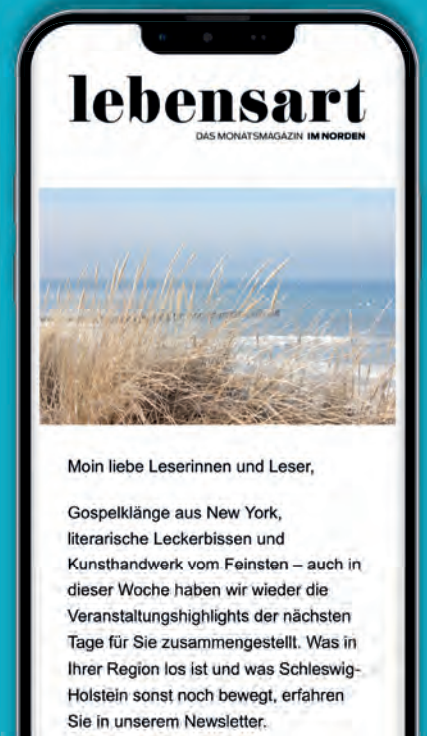 lebensart
DAS MONATSMAGAZIN IM NORDEN
Moin liebe Leserinnen und Leser,
Gospelklänge aus New York,
literarische Leckerbissen und
Kunsthandwerk vom Feinsten – auch in
dieser Woche haben wir wieder die
Veranstaltungshighlights der nächsten
Tage für Sie zusammengestellt. Was in
Ihrer Region los ist und was Schleswig-
Holstein sonst noch bewegt, erfahren
Sie in unserem Newsletter.